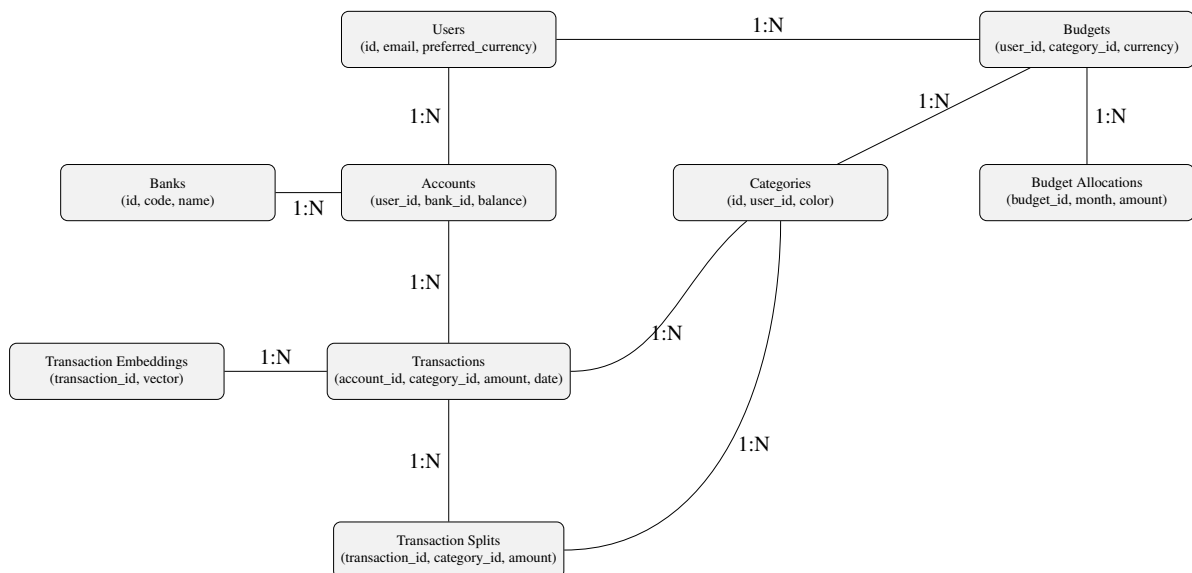 Users
(id, email, preferred_currency)
1:N
Budgets
(user_id, category_id, currency)
1:N
1:N
1:N
Banks
(id, code, name)
1:N
Accounts
(user_id, bank_id, balance)
Categories
(id, user_id, color)
Budget Allocations
(budget_id, month, amount)
1:N
1:N
Transaction Embeddings
(transaction_id, vector)
1:N
Transactions
(account_id, category_id, amount, date)
1:N
1:N
Transaction Splits
(transaction_id, category_id, amount)